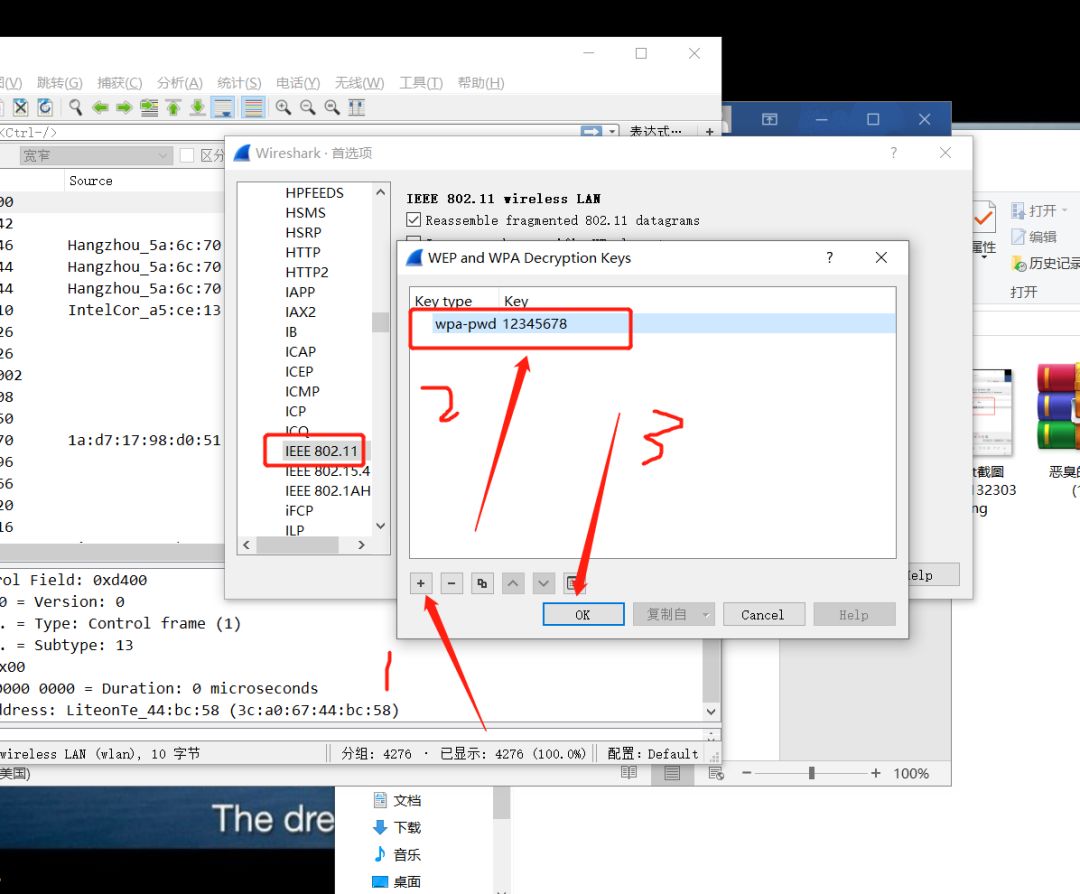 (V) 跳转(G) 捕获(C) 分析(A) 统计(S) 电话(Y) 无线(W) 工具(T) 帮助(H)
<Ctrl-/>
表达式… +
宽窄
区分
Wireshark · 首选项
?
Source
00
42
46 Hangzhou_5a:6c:70
44 Hangzhou_5a:6c:70
44 Hangzhou_5a:6c:70
10 IntelCor_a5:ce:13
26
26
002
08
50
70 1a:d7:17:98:d0:51
96
66
20
16
HPFEEDS
HSMS
HSRP
HTTP
HTTP2
IAPP
IAX2
IB
ICAP
ICEP
ICMP
ICP
ICQ
IEEE 802.11
IEEE 802.15.4
IEEE 802.1AH
iFCP
ILP
IEEE 802.11 wireless LAN
Reassemble fragmented 802.11 datagrams
WEP and WPA Decryption Keys
?
Key type Key
wpa-pwd 12345678
2
3
1
+ −
OK 复制自 Cancel Help
elp
rol Field: 0xd400
0 = Version: 0
. = Type: Control frame (1)
. = Subtype: 13
x00
0000 0000 = Duration: 0 microseconds
ddress: LiteonTe_44:bc:58 (3c:a0:67:44:bc:58)
wireless LAN (wlan), 10 字节
分组: 4276 · 已显示: 4276 (100.0%)
配置: Default
美国)
100%
属性
打开
编辑
历史记录
打开
t截圖
132303
ng
恶臭的
(1
The dre
文档
下载
音乐
桌面